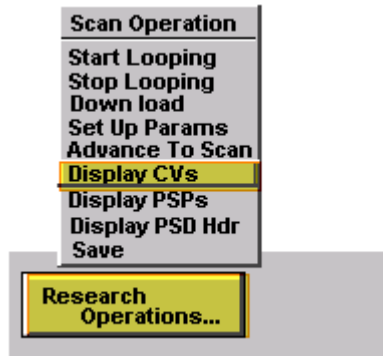 Scan Operation
Start Looping
Stop Looping
Down load
Set Up Params
Advance To Scan
Display CVs
Display PSPs
Display PSD Hdr
Save
Research
Operations...